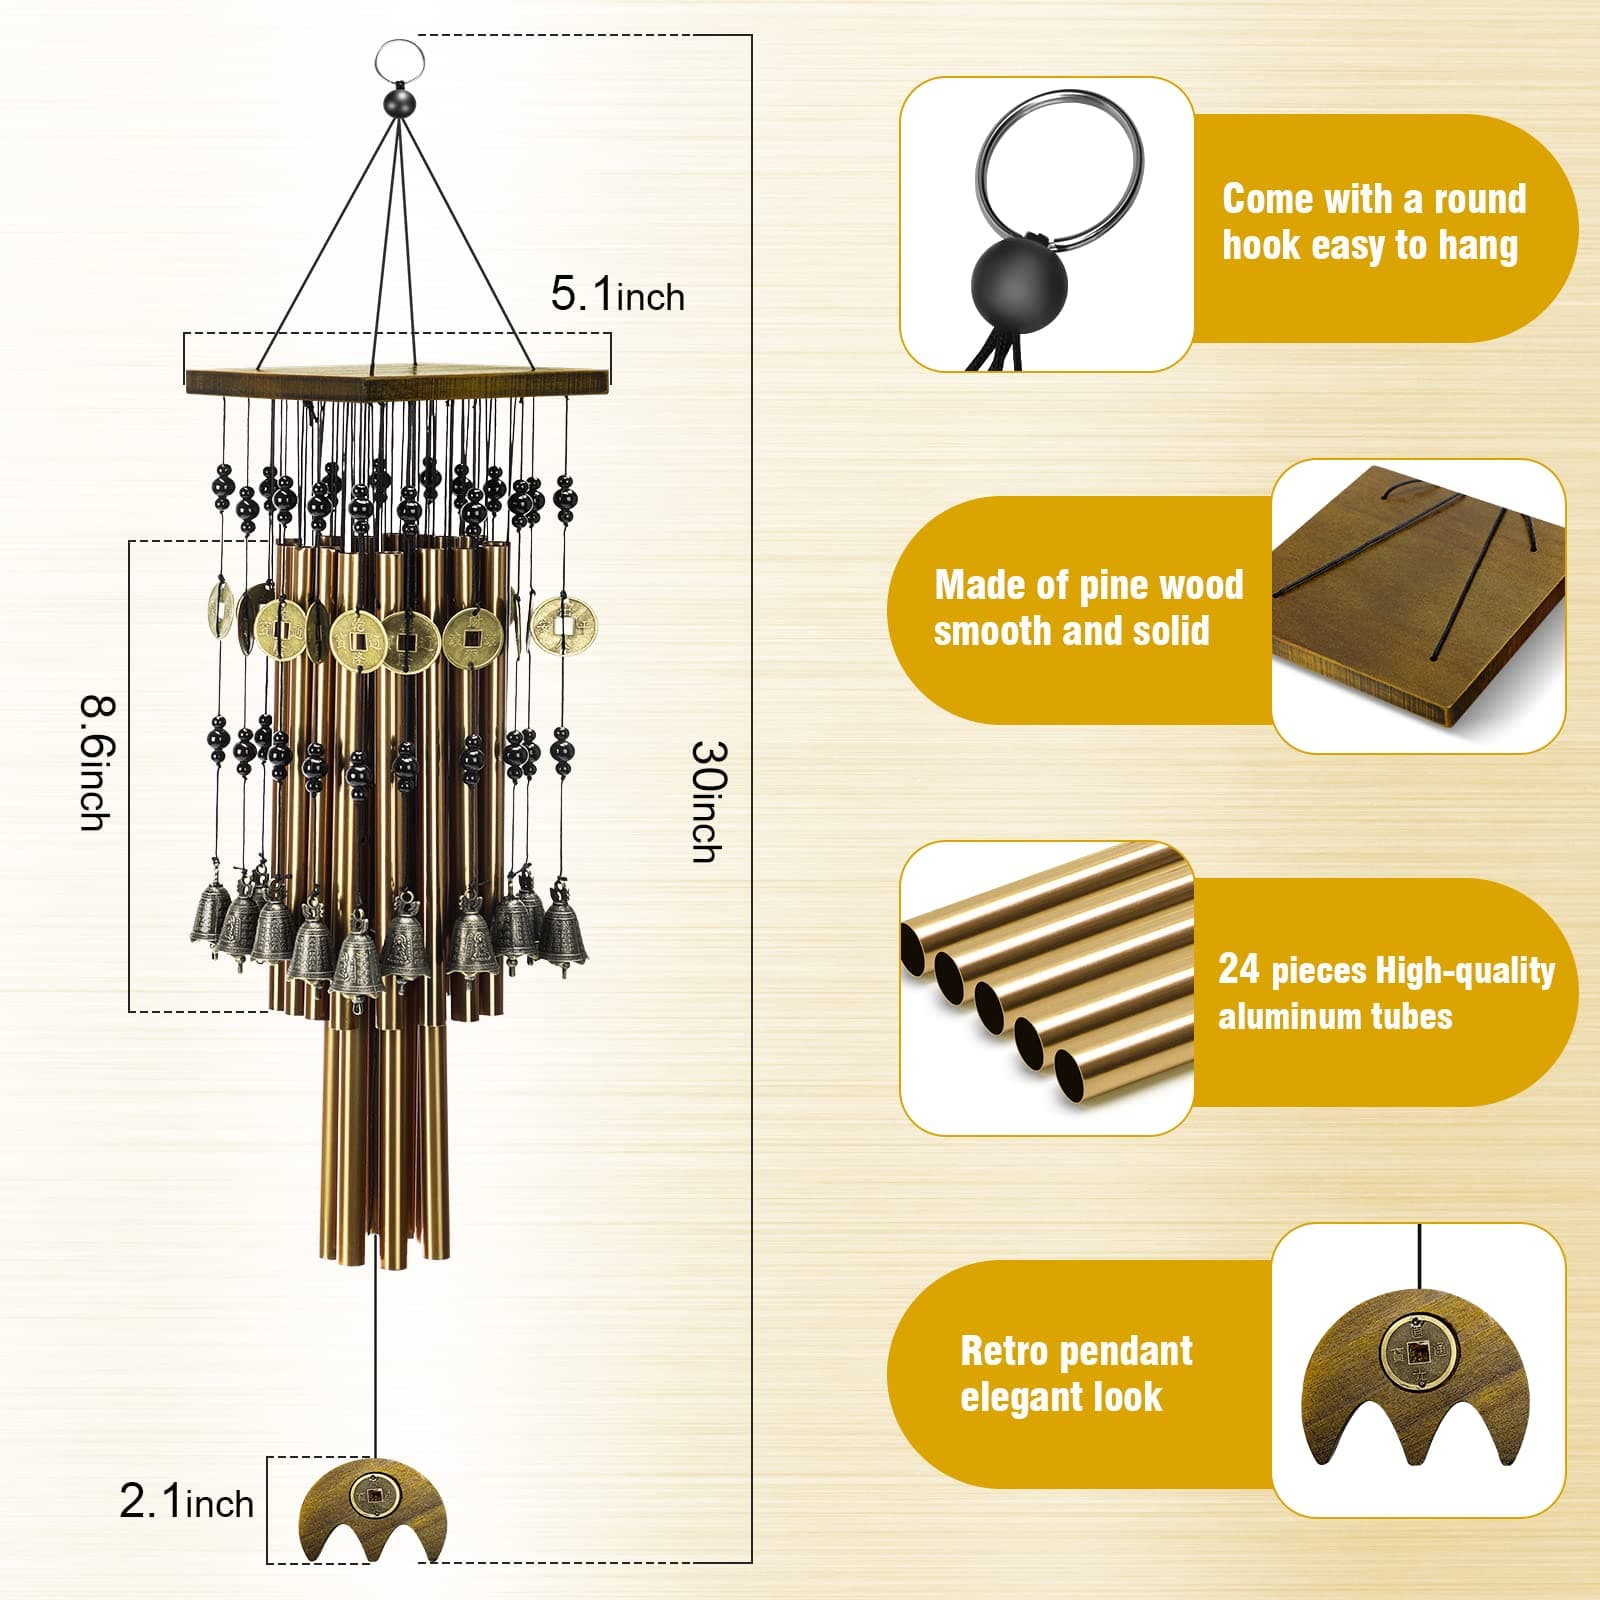 5.1inch
8.6inch
30inch
2.1inch
Come with a round
hook easy to hang
Made of pine wood
smooth and solid
24 pieces High-quality
aluminum tubes
Retro pendant
elegant look